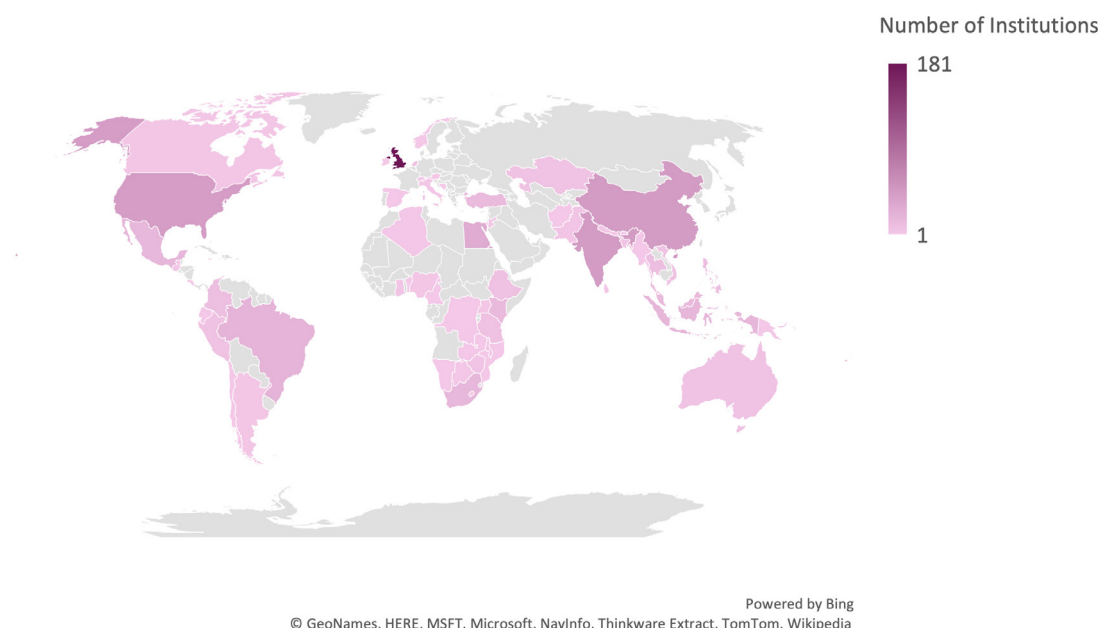 Number of Institutions
181
1
Powered by Bing
© GeoNames, HERE, MSFT, Microsoft, NavInfo, Thinkware Extract, TomTom, Wikipedia